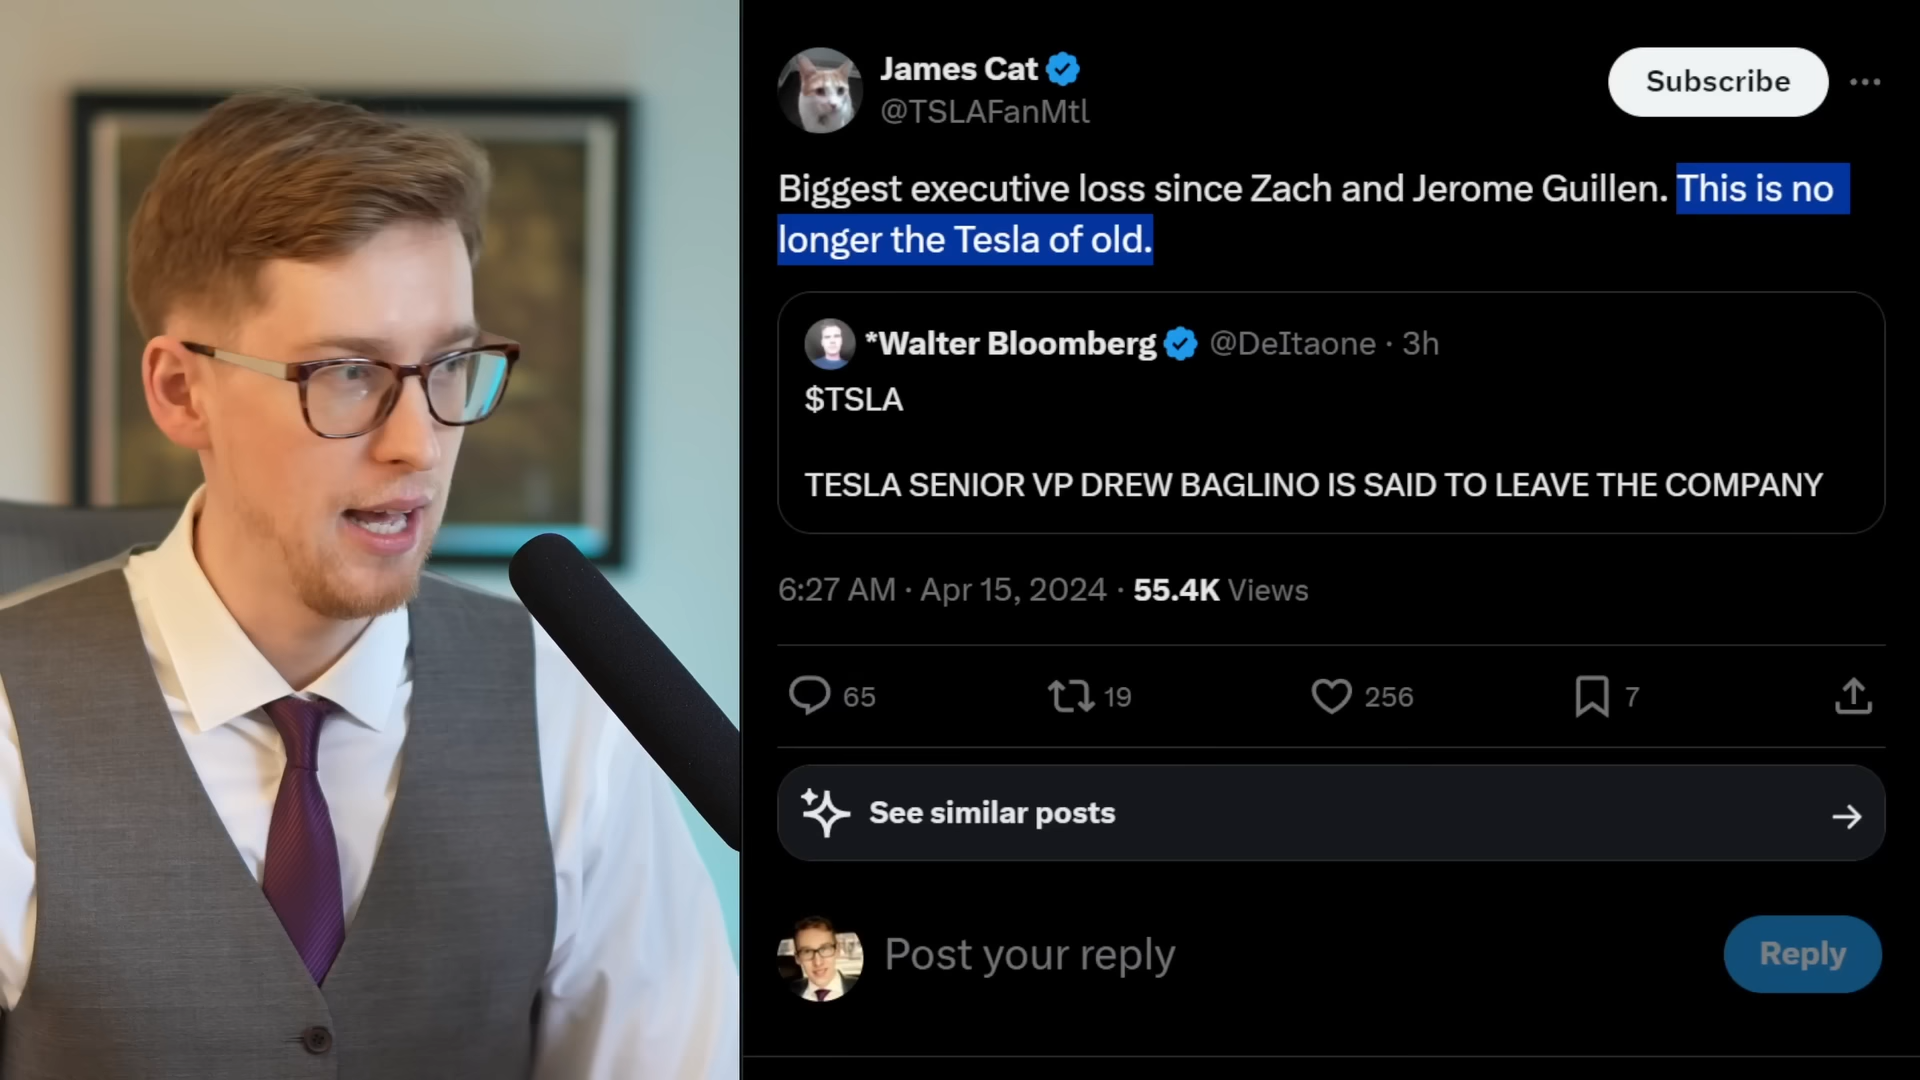 James Cat
@TSLAFanMtl
Subscribe
Biggest executive loss since Zach and Jerome Guillen. This is no
longer the Tesla of old.
*Walter Bloomberg @DeItaone · 3h
$TSLA
TESLA SENIOR VP DREW BAGLINO IS SAID TO LEAVE THE COMPANY
6:27 AM · Apr 15, 2024 · 55.4K Views
65 19 256 7
See similar posts
Post your reply
Reply